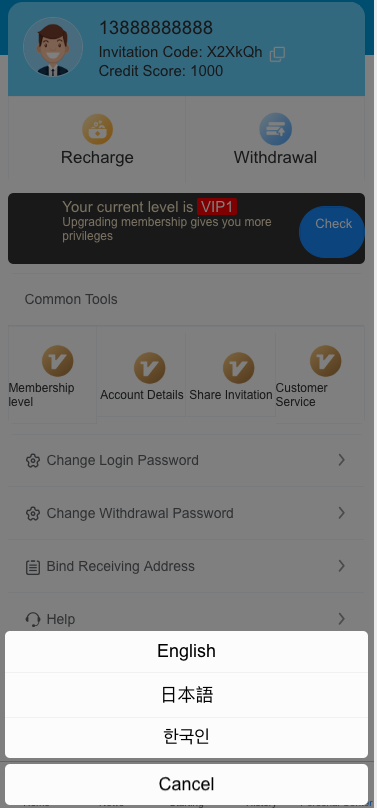 13888888888
Invitation Code: X2XkQh
Credit Score: 1000
Recharge
Withdrawal
Your current level is VIP1
Upgrading membership gives you more
privileges
Check
Common Tools
Membership
level
Account Details
Share Invitation
Customer
Service
Change Login Password
Change Withdrawal Password
Bind Receiving Address
Help
English
日本語
한국인
Cancel